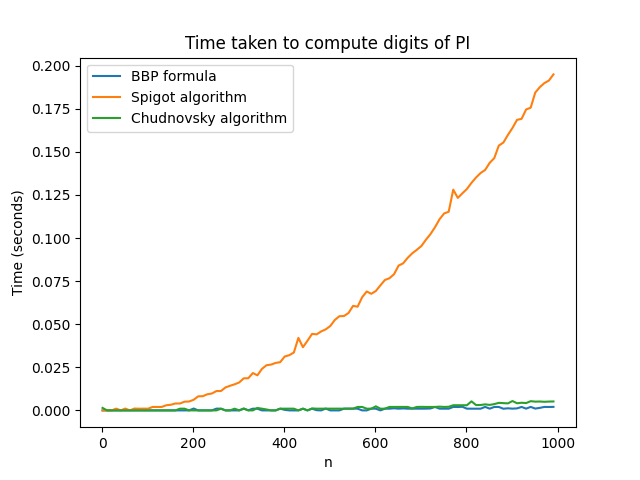 Time taken to compute digits of PI
BBP formula
Spigot algorithm
Chudnovsky algorithm
Time (seconds)
0.200
0.175
0.150
0.125
0.100
0.075
0.050
0.025
0.000
0 200 400 600 800 1000
n